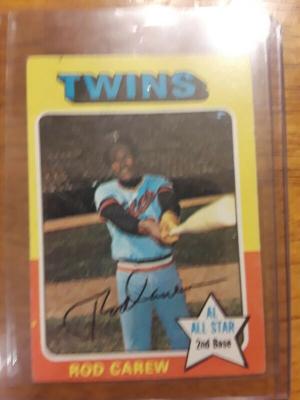 TWINS
Rod Carew
AL
ALL STAR
2nd Base
ROD CAREW